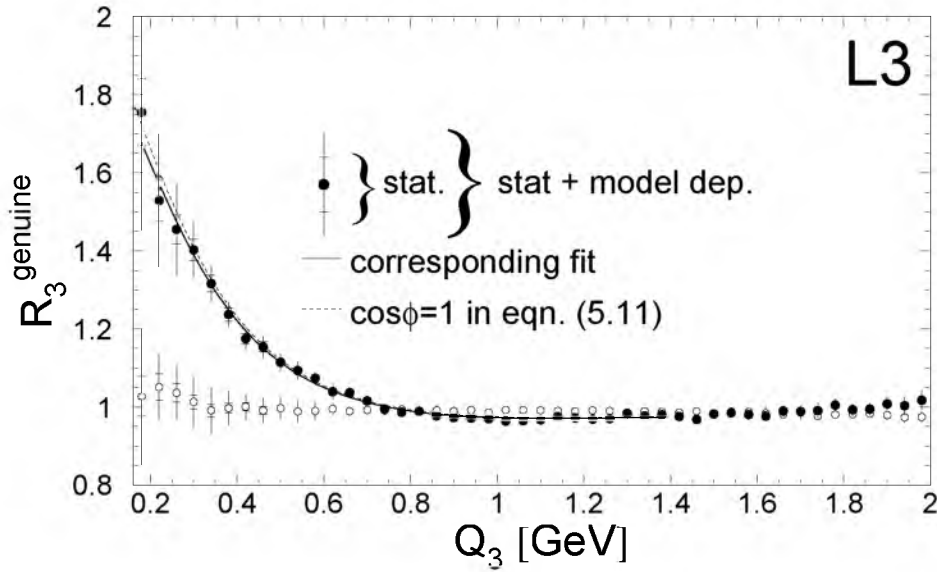 2
L3
1.8
} stat. } stat + model dep.
1.6
corresponding fit
1.4
cosϕ=1 in eqn. (5.11)
1.2
1
0.8
R₃ genuine
0.2 0.4 0.6 0.8 1 1.2 1.4 1.6 1.8 2
Q₃ [GeV]